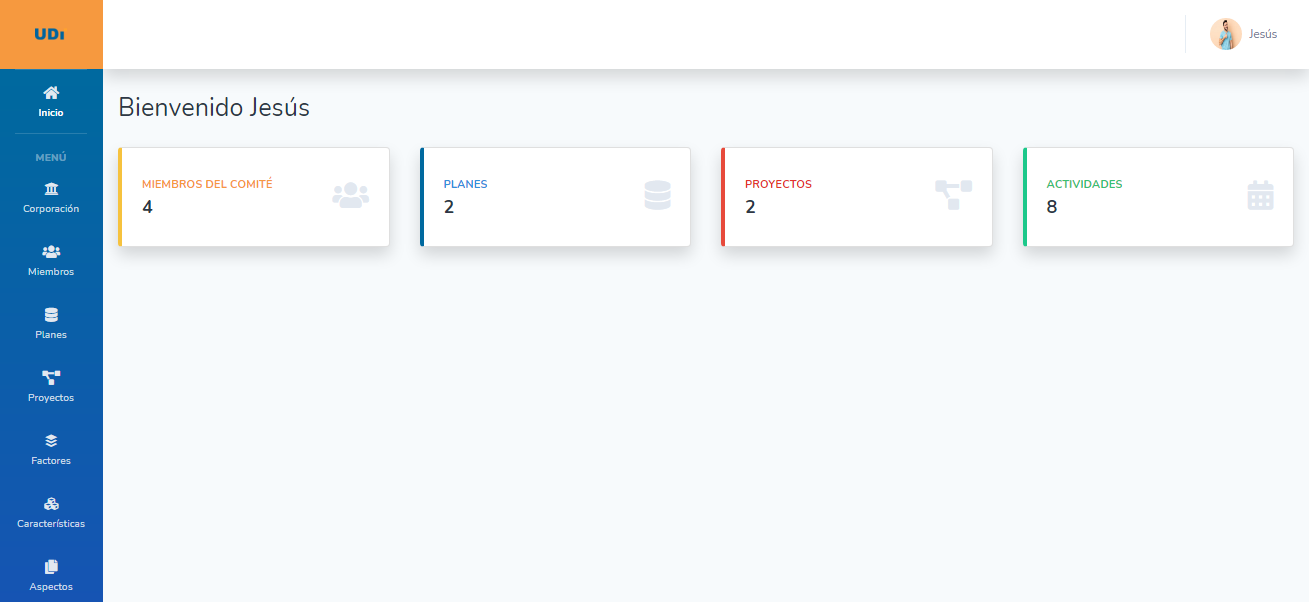 UDi
Jesús
Inicio
MENÚ
Corporación
Miembros
Planes
Proyectos
Factores
Características
Aspectos
Bienvenido Jesús
MIEMBROS DEL COMITÉ
4
PLANES
2
PROYECTOS
2
ACTIVIDADES
8